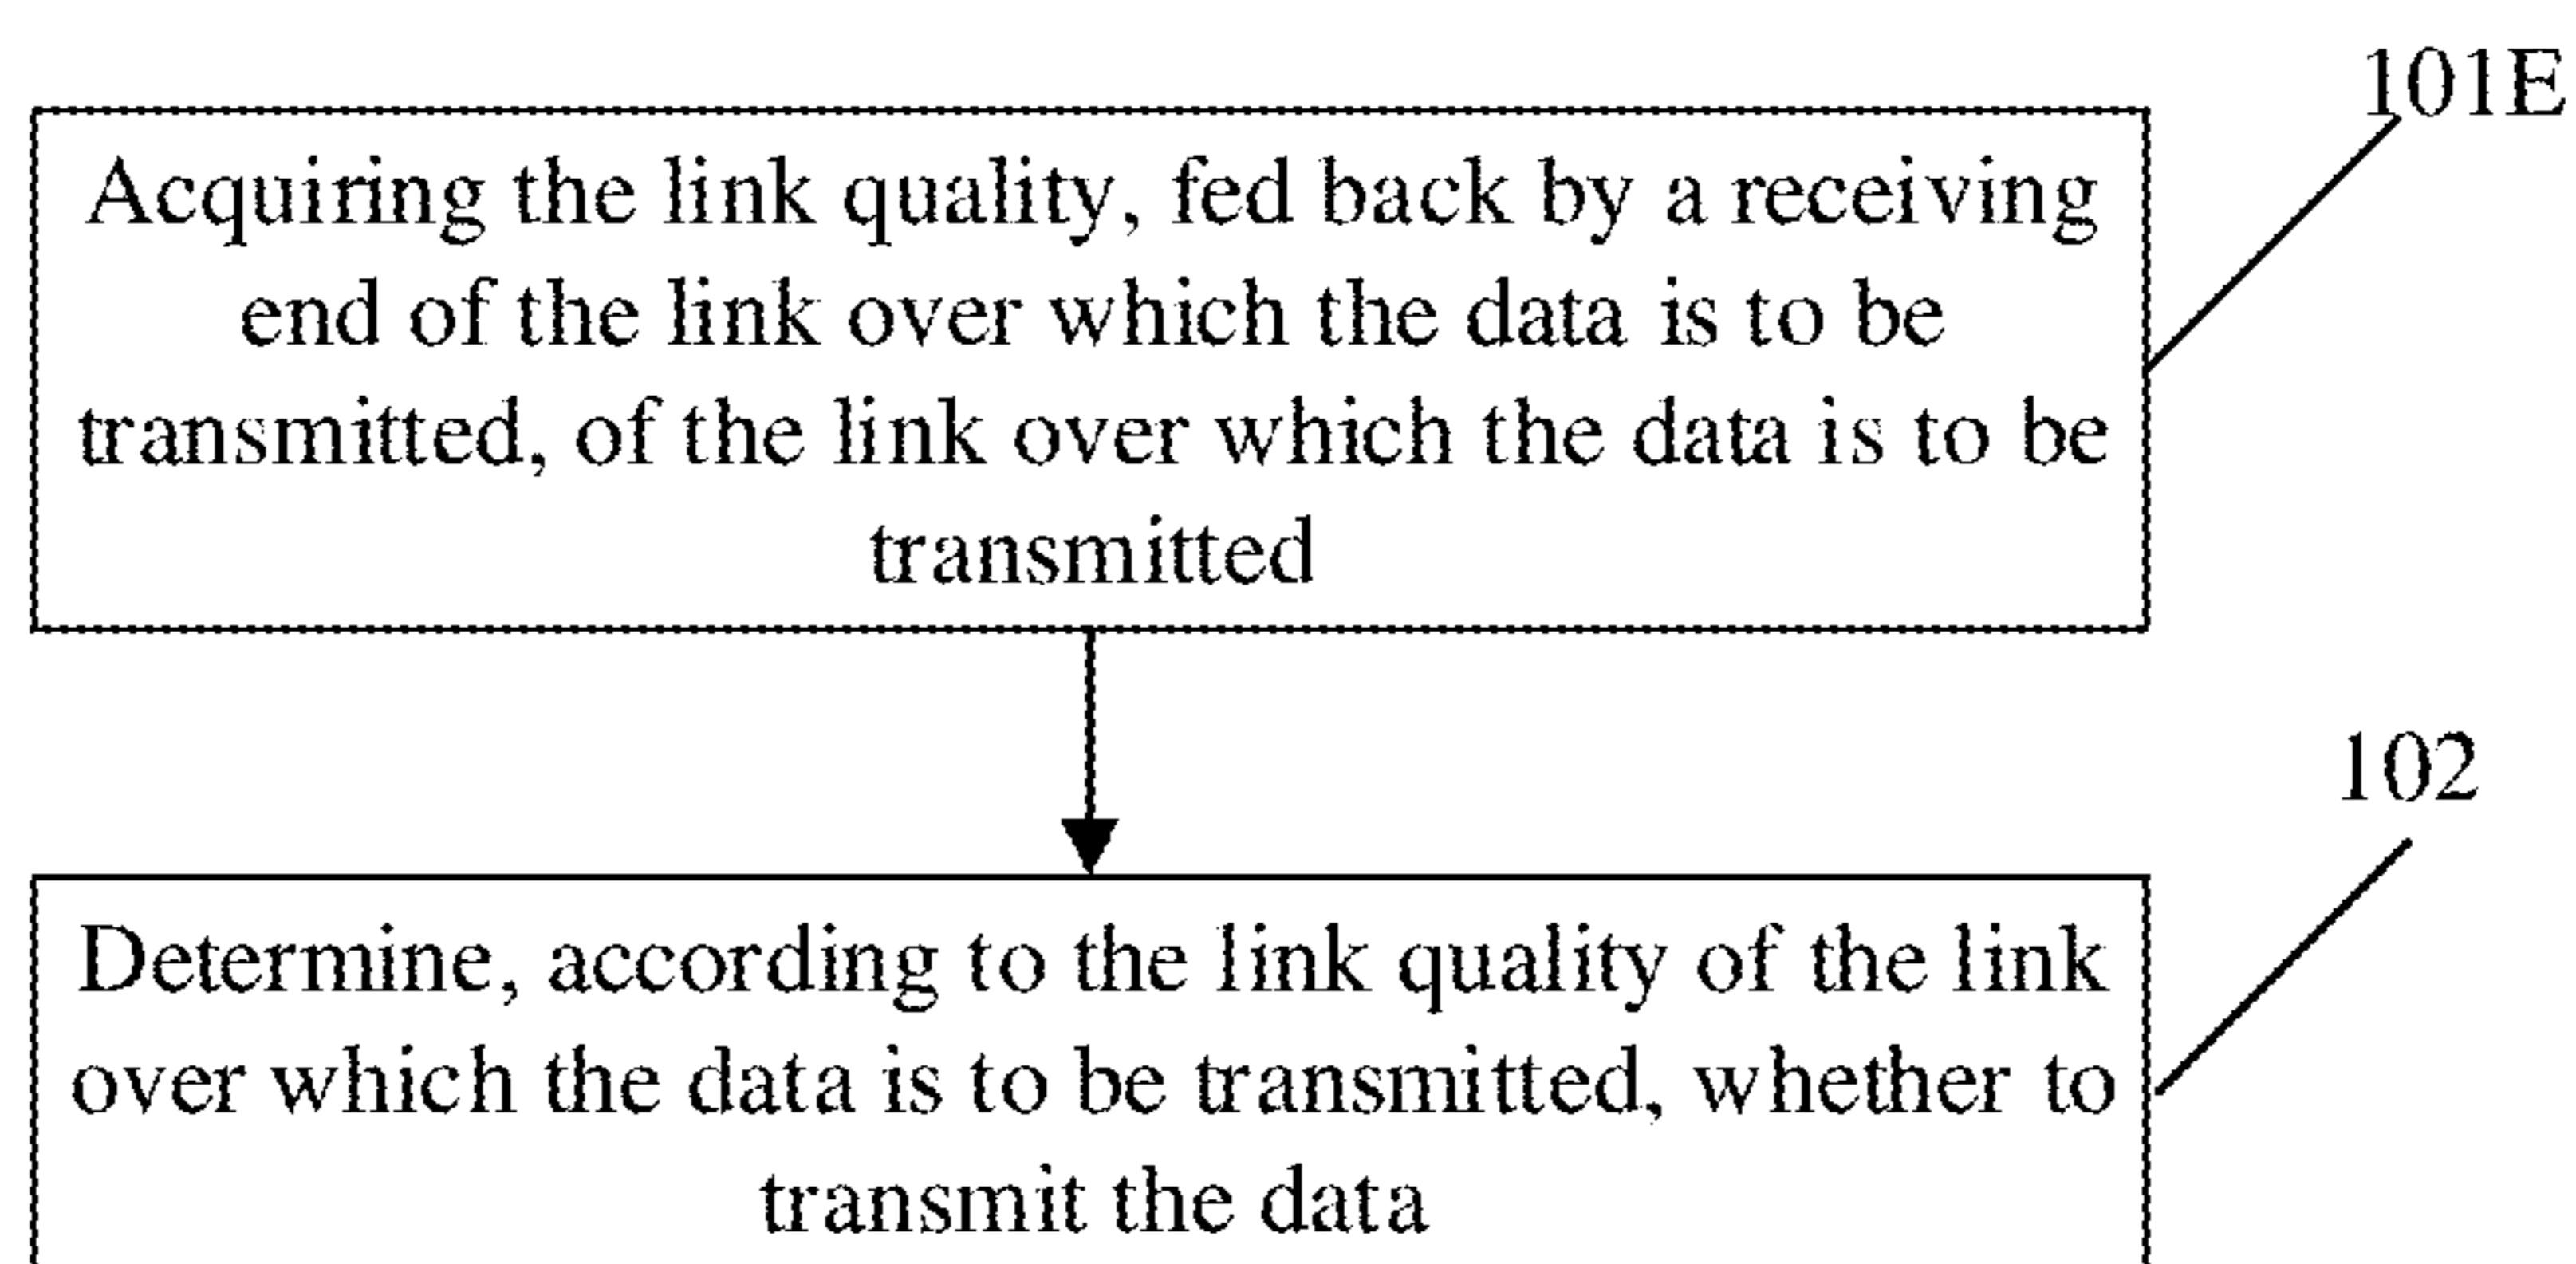 101E
Acquiring the link quality, fed back by a receiving
end of the link over which the data is to be
transmitted, of the link over which the data is to be
transmitted
102
Determine, according to the link quality of the link
over which the data is to be transmitted, whether to
transmit the data